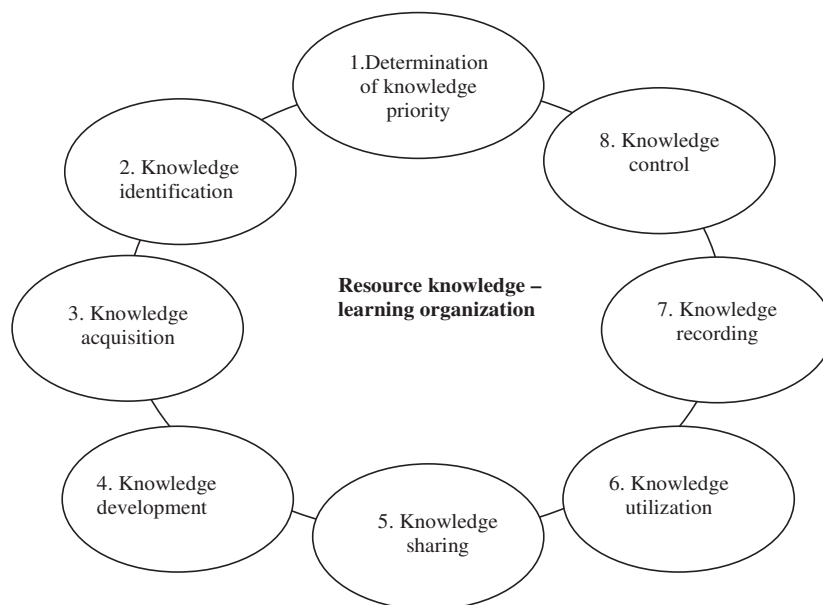 1.Determination
of knowledge
priority
2. Knowledge
identification
3. Knowledge
acquisition
4. Knowledge
development
5. Knowledge
sharing
6. Knowledge
utilization
7. Knowledge
recording
8. Knowledge
control
Resource knowledge –
learning organization